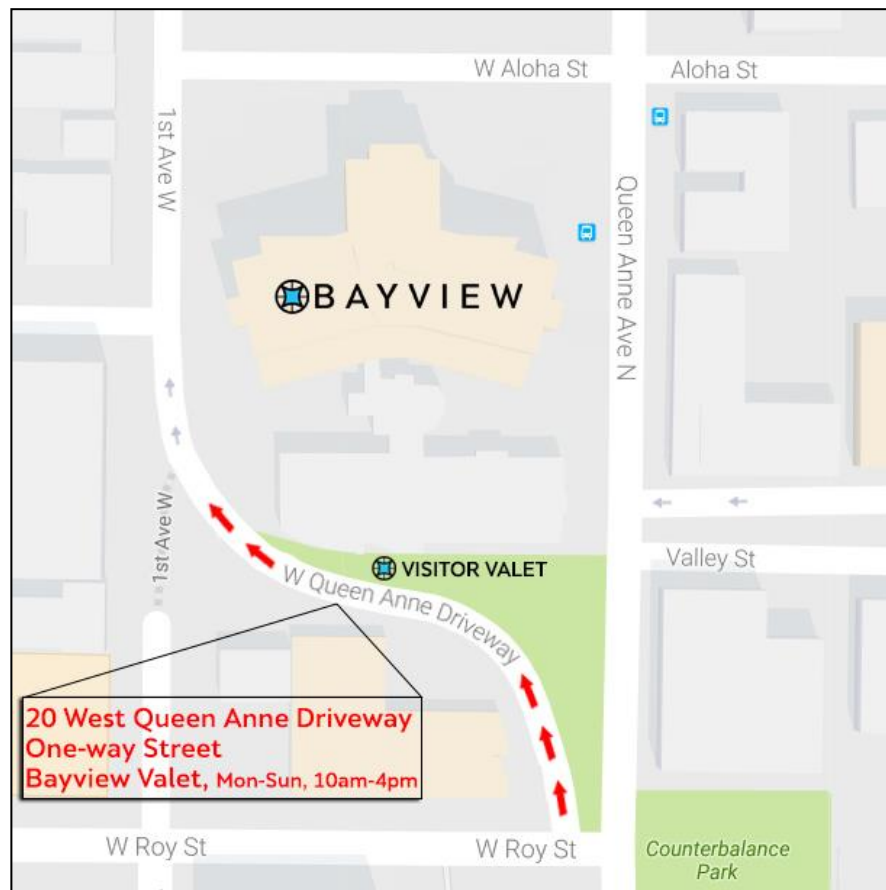 W Aloha St
Aloha St
1st Ave W
Queen Anne Ave N
BAYVIEW
1st Ave W
VISITOR VALET
Valley St
W Queen Anne Driveway
20 West Queen Anne Driveway
One-way Street
Bayview Valet, Mon-Sun, 10am-4pm
W Roy St
W Roy St
Counterbalance
Park